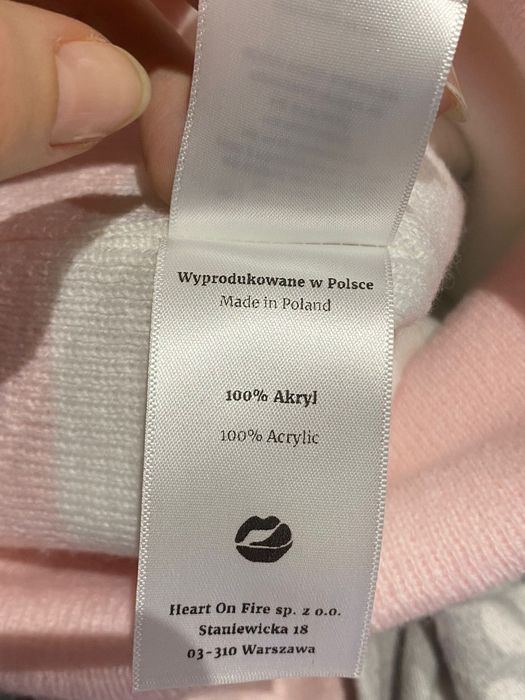 Wyprodukowane w Polsce
Made in Poland
100% Akryl
100% Acrylic
Heart On Fire sp. z o.o.
Staniewicka 18
03-310 Warszawa